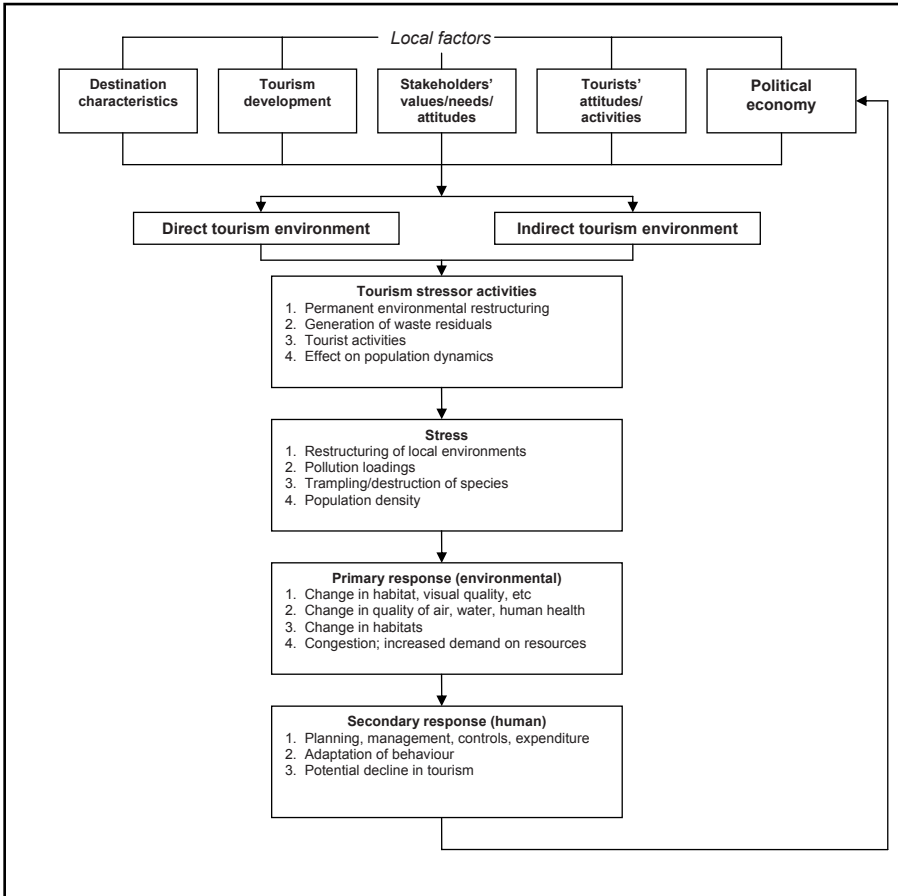 Local factors
Destination
characteristics
Tourism
development
Stakeholders'
values/needs/
attitudes
Tourists'
attitudes/
activities
Political
economy
Direct tourism environment
Indirect tourism environment
Tourism stressor activities
1. Permanent environmental restructuring
2. Generation of waste residuals
3. Tourist activities
4. Effect on population dynamics
Stress
1. Restructuring of local environments
2. Pollution loadings
3. Trampling/destruction of species
4. Population density
Primary response (environmental)
1. Change in habitat, visual quality, etc
2. Change in quality of air, water, human health
3. Change in habitats
4. Congestion; increased demand on resources
Secondary response (human)
1. Planning, management, controls, expenditure
2. Adaptation of behaviour
3. Potential decline in tourism